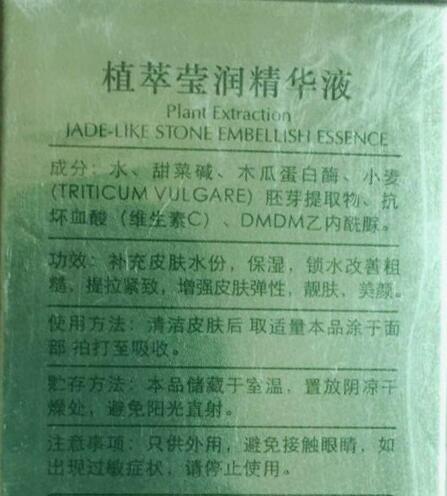 植萃莹润精华液
Plant Extraction
JADE-LIKE STONE EMBELLISH ESSENCE
成分：水、甜菜碱、木瓜蛋白酶、小麦
(TRITICUM VULGARE) 胚芽提取物、抗
坏血酸（维生素C）、DMDM乙内酰脲。
功效：补充皮肤水份，保湿，锁水改善粗
糙，提拉紧致，增强皮肤弹性，靓肤，美颜。
使用方法：清洁皮肤后 取适量本品涂于面
部 拍打至吸收。
贮存方法：本品储藏于室温，置放阴凉干
燥处，避免阳光直射。
注意事项：只供外用，避免接触眼睛，如
出现过敏症状，请停止使用。